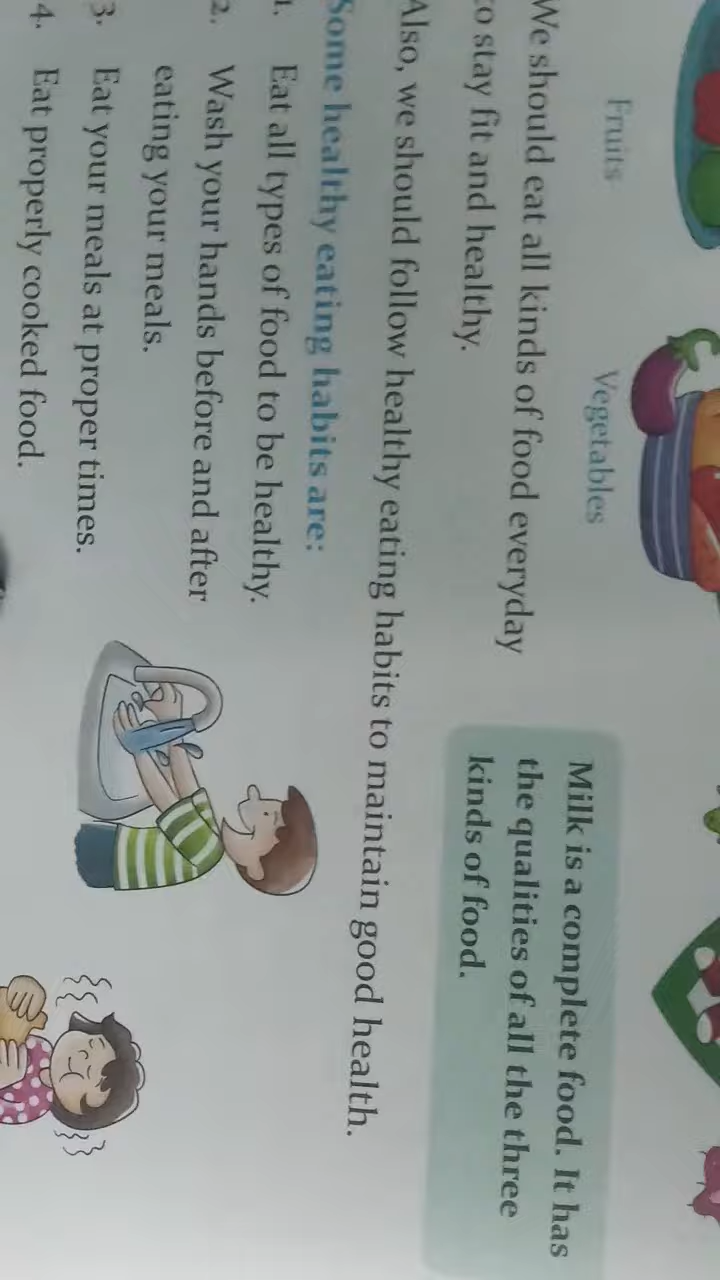 Fruits
Vegetables
We should eat all kinds of food everyday
to stay fit and healthy.
Milk is a complete food. It has
the qualities of all the three
kinds of food.
Also, we should follow healthy eating habits to maintain good health.
Some healthy eating habits are:
1. Eat all types of food to be healthy.
2. Wash your hands before and after
eating your meals.
3. Eat your meals at proper times.
4. Eat properly cooked food.